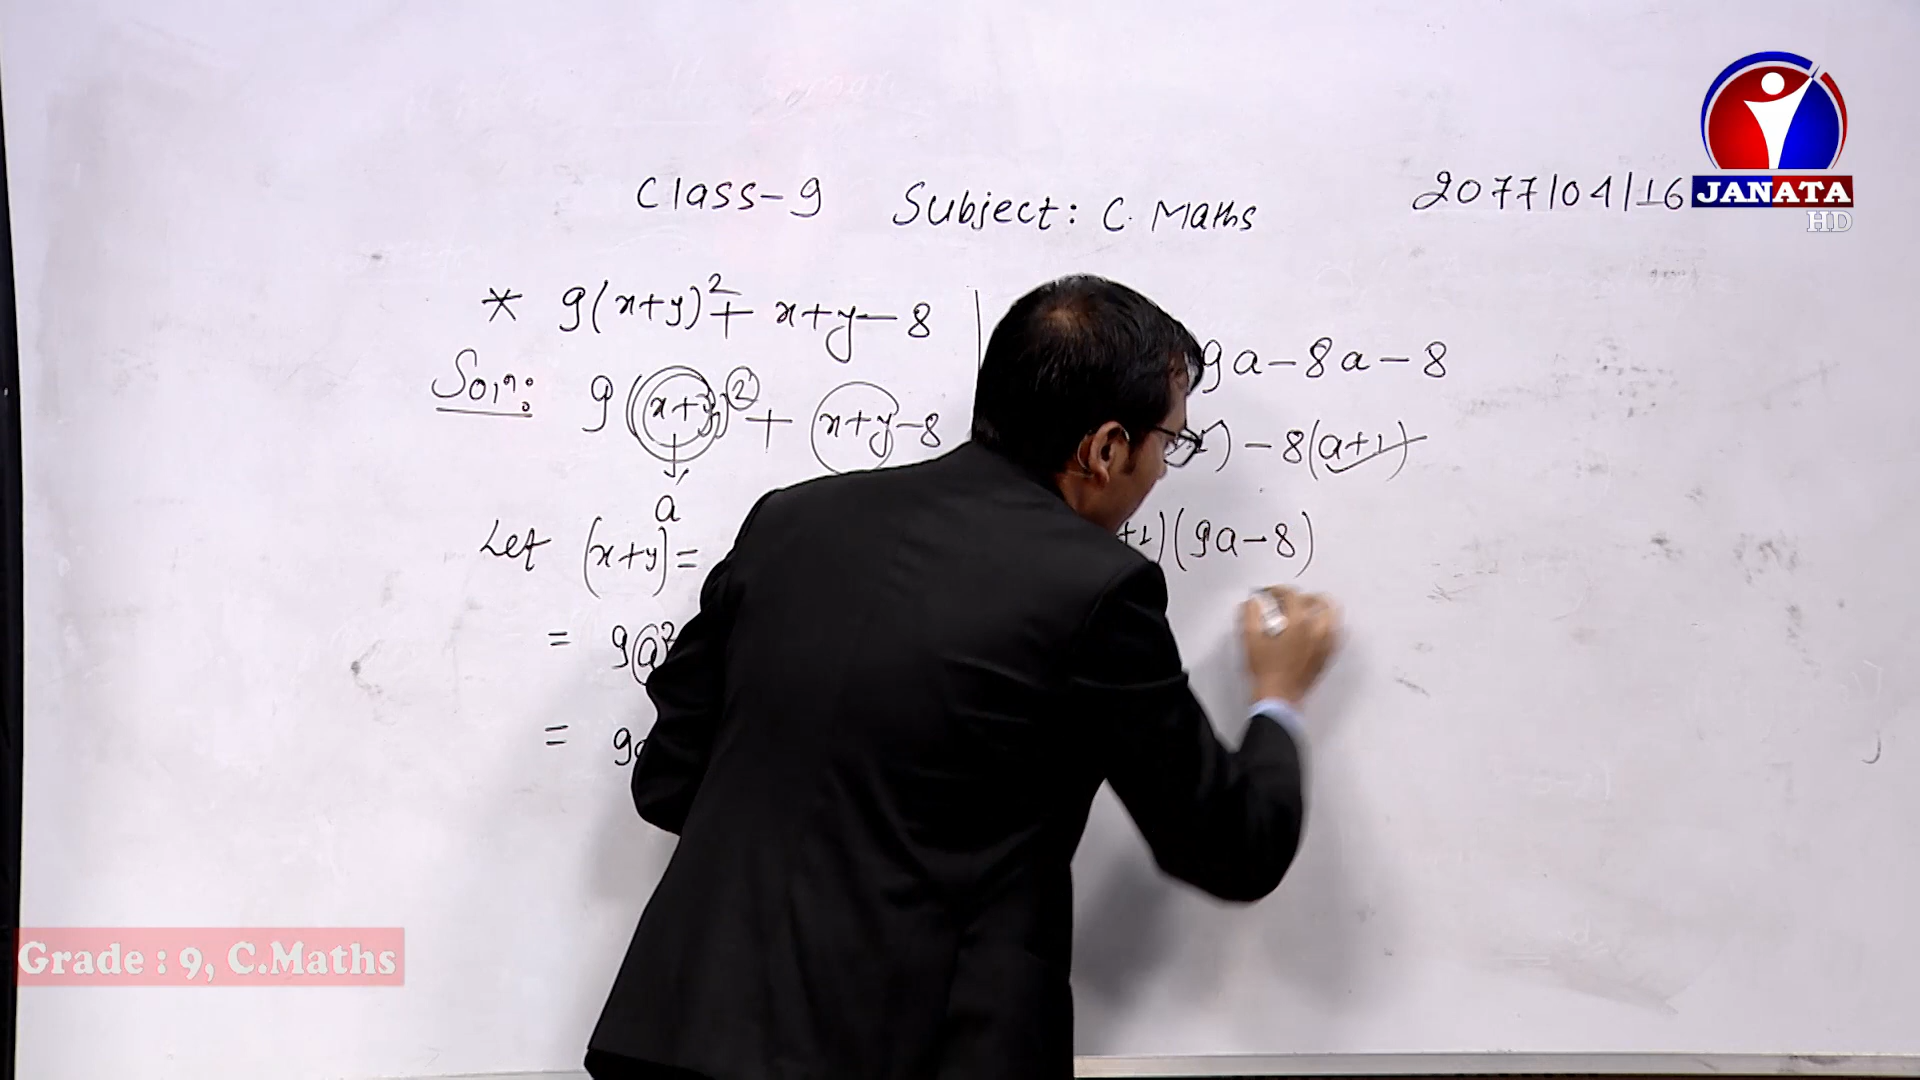 Class-9 Subject: C. Maths 2077/04/16
JANATA
HD
* 9(x+y)²+ x+y-8
Soln:
9(x+y)² + x+y-8
a
Let (x+y)=
= 9a²
= 9a
9a-8a-8
) - 8(a+1)
+1)(9a-8)
Grade : 9, C.Maths